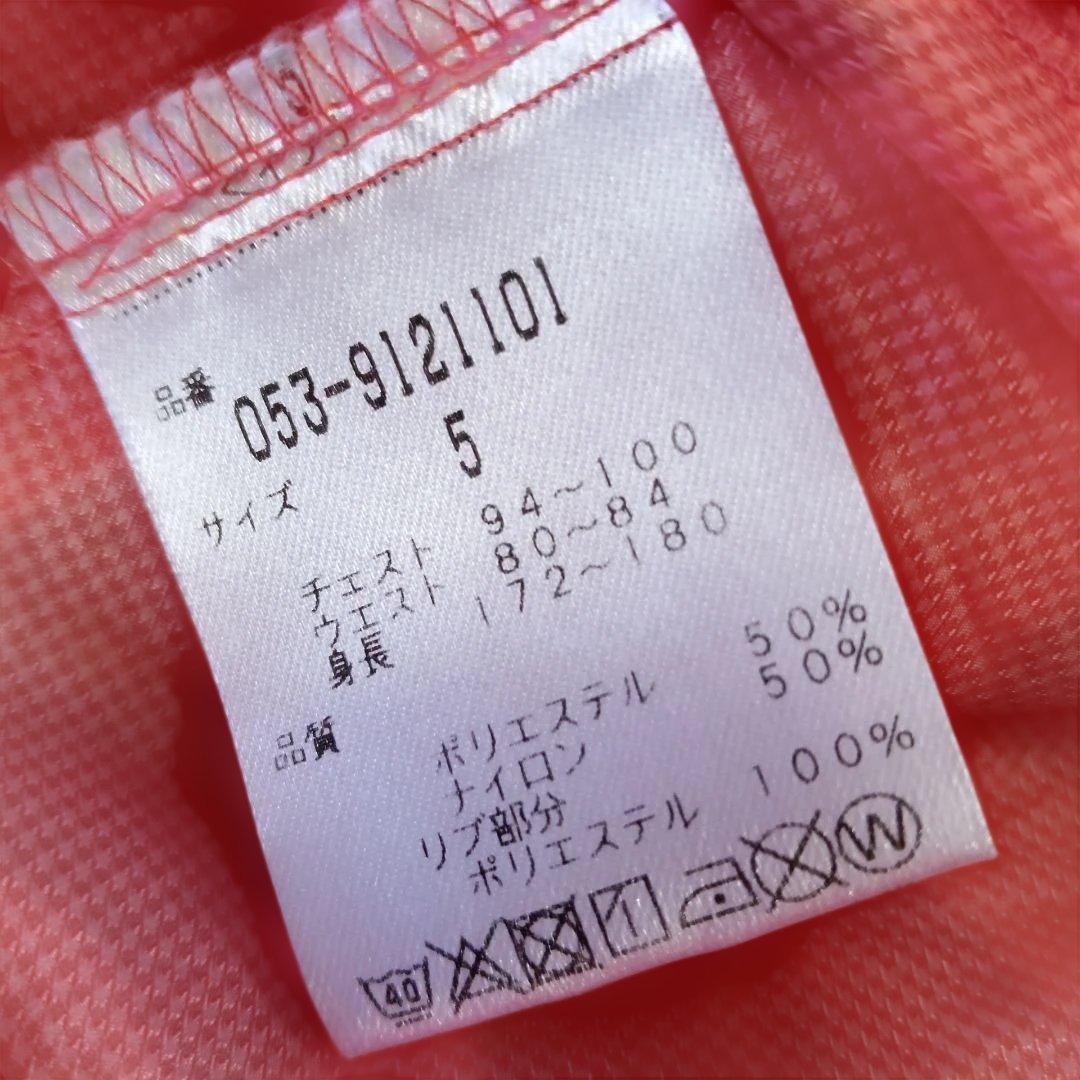 品番 053-9121101
サイズ 5
チェスト 94～100
ウエスト 80～84
身長 172～180
品質
ポリエステル 50%
ナイロン 50%
リブ部分
ポリエステル 100%
40 W